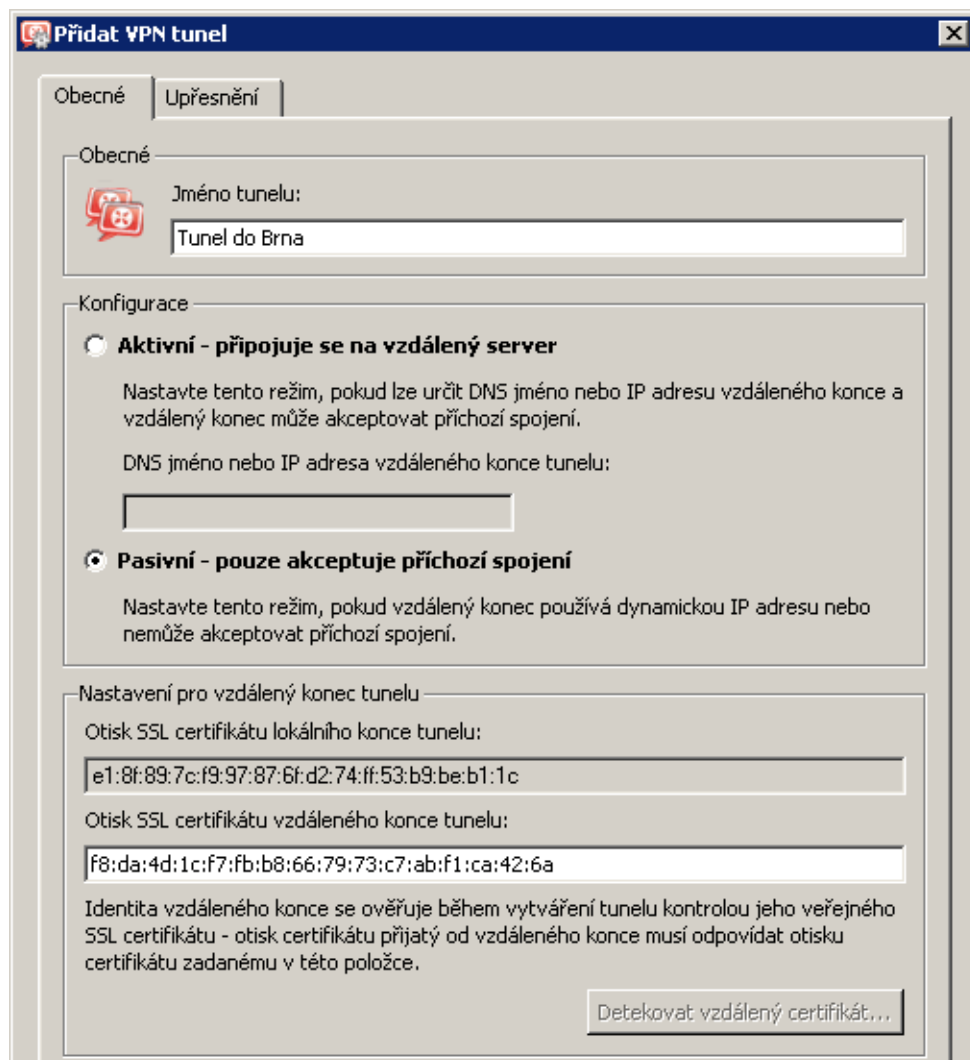 Přidat VPN tunel
Obecné
Upřesnění
Obecné
Jméno tunelu:
Tunel do Brna
Konfigurace
Aktivní - připojuje se na vzdálený server
Nastavte tento režim, pokud lze určit DNS jméno nebo IP adresu vzdáleného konce a
vzdálený konec může akceptovat příchozí spojení.
DNS jméno nebo IP adresa vzdáleného konce tunelu:
Pasivní - pouze akceptuje příchozí spojení
Nastavte tento režim, pokud vzdálený konec používá dynamickou IP adresu nebo
nemůže akceptovat příchozí spojení.
Nastavení pro vzdálený konec tunelu
Otisk SSL certifikátu lokálního konce tunelu:
e1:8f:89:7c:f9:97:87:6f:d2:74:ff:53:b9:be:b1:1c
Otisk SSL certifikátu vzdáleného konce tunelu:
f8:da:4d:1c:f7:fb:b8:66:79:73:c7:ab:f1:ca:42:6a
Identita vzdáleného konce se ověřuje během vytváření tunelu kontrolou jeho veřejného
SSL certifikátu - otisk certifikátu přijatý od vzdáleného konce musí odpovídat otisku
certifikátu zadanému v této položce.
Detekovat vzdálený certifikát...